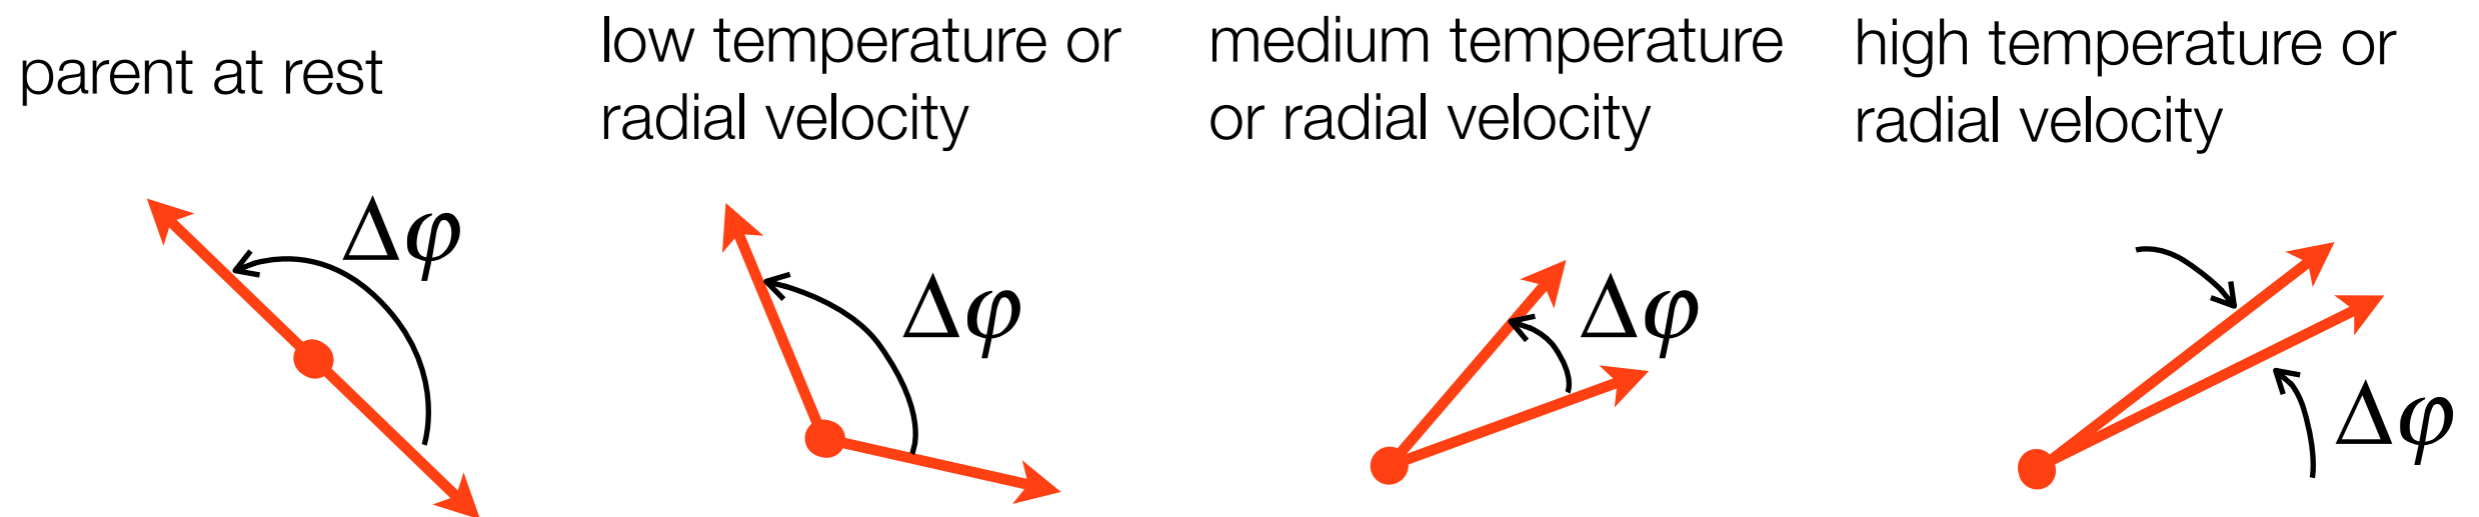 parent at rest
low temperature or
radial velocity
medium temperature
or radial velocity
high temperature or
radial velocity
Δφ
Δφ
Δφ
Δφ